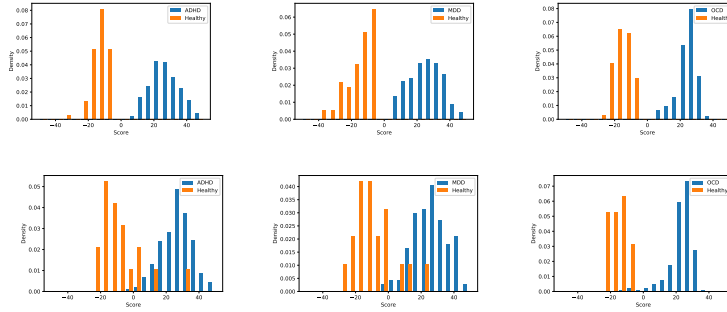 ADHD
Healthy
0.08
0.07
0.06
0.05
0.04
0.03
0.02
0.01
0.00
Density
−40 −20 0 20 40
Score
MDD
Healthy
0.06
0.05
0.04
0.03
0.02
0.01
0.00
Density
−40 −20 0 20 40
Score
OCD
Healthy
0.08
0.07
0.06
0.05
0.04
0.03
0.02
0.01
0.00
Density
−40 −20 0 20 40
Score
ADHD
Healthy
0.05
0.04
0.03
0.02
0.01
0.00
Density
−40 −20 0 20 40
Score
MDD
Healthy
0.040
0.035
0.030
0.025
0.020
0.015
0.010
0.005
0.000
Density
−40 −20 0 20 40
Score
OCD
Healthy
0.07
0.06
0.05
0.04
0.03
0.02
0.01
0.00
Density
−40 −20 0 20 40
Score